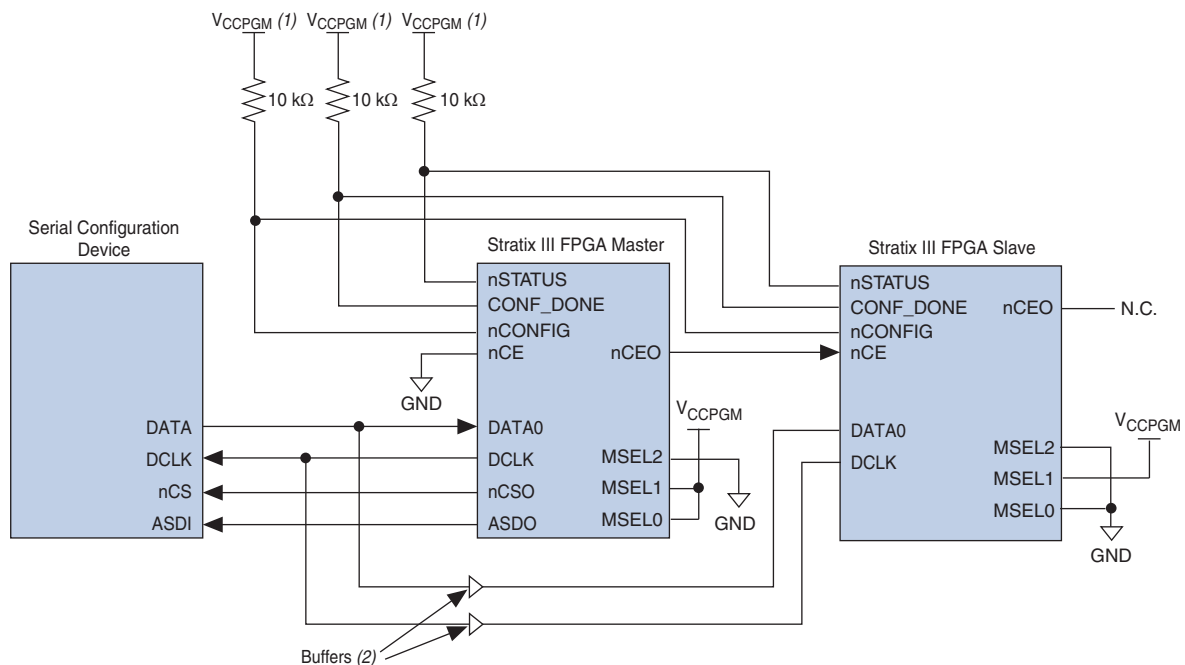 VCCPGM (1) VCCPGM (1) VCCPGM (1)
10 kΩ 10 kΩ 10 kΩ
Serial Configuration
Device
DATA
DCLK
nCS
ASDI
Stratix III FPGA Master
nSTATUS
CONF_DONE
nCONFIG
nCE
nCEO
GND
DATA0
DCLK
nCSO
ASDO
VCCPGM
MSEL2
MSEL1
MSEL0
GND
Stratix III FPGA Slave
nSTATUS
CONF_DONE
nCONFIG
nCE
nCEO
N.C.
DATA0
DCLK
VCCPGM
MSEL2
MSEL1
MSEL0
GND
Buffers (2)